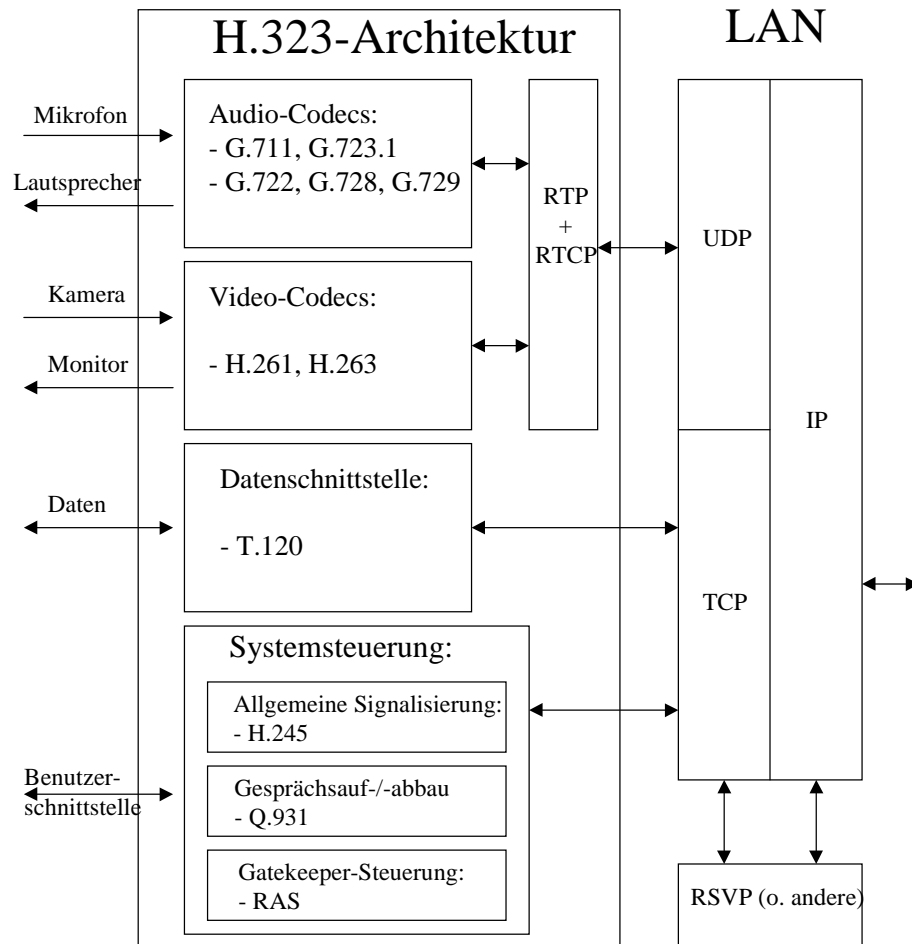 H.323-Architektur
LAN
Mikrofon
Lautsprecher
Audio-Codecs:
- G.711, G.723.1
- G.722, G.728, G.729
RTP
+
RTCP
UDP
Kamera
Monitor
Video-Codecs:
- H.261, H.263
IP
Daten
Datenschnittstelle:
- T.120
TCP
Systemsteuerung:
Allgemeine Signalisierung:
- H.245
Benutzer-
schnittstelle
Gesprächsauf-/-abbau
- Q.931
Gatekeeper-Steuerung:
- RAS
RSVP (o. andere)